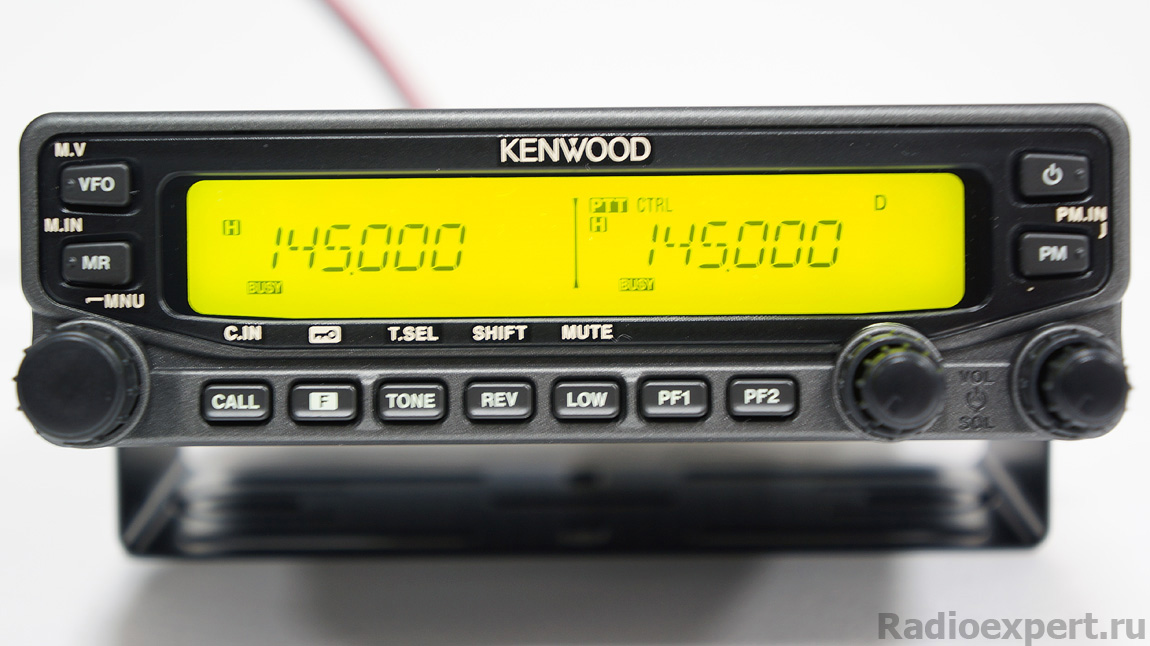 KENWOOD
M.V
VFO
M.IN
MR
MNU
H
145.000
BUSY
PTT CTRL
H
145.000
BUSY
D
PM.IN
PM
C.IN
T.SEL
SHIFT
MUTE
CALL
F
TONE
REV
LOW
PF1
PF2
VOL
SQL
Radioexpert.ru